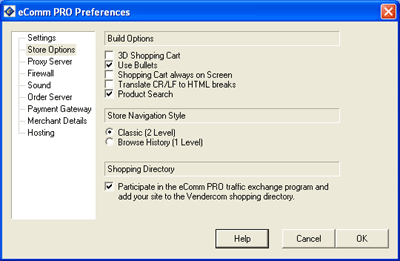 eComm PRO Preferences
Settings
Store Options
Proxy Server
Firewall
Sound
Order Server
Payment Gateway
Merchant Details
Hosting
Build Options
3D Shopping Cart
Use Bullets
Shopping Cart always on Screen
Translate CR/LF to HTML breaks
Product Search
Store Navigation Style
Classic (2 Level)
Browse History (1 Level)
Shopping Directory
Participate in the eComm PRO traffic exchange program and
add your site to the Vendercom shopping directory.
Help
Cancel
OK